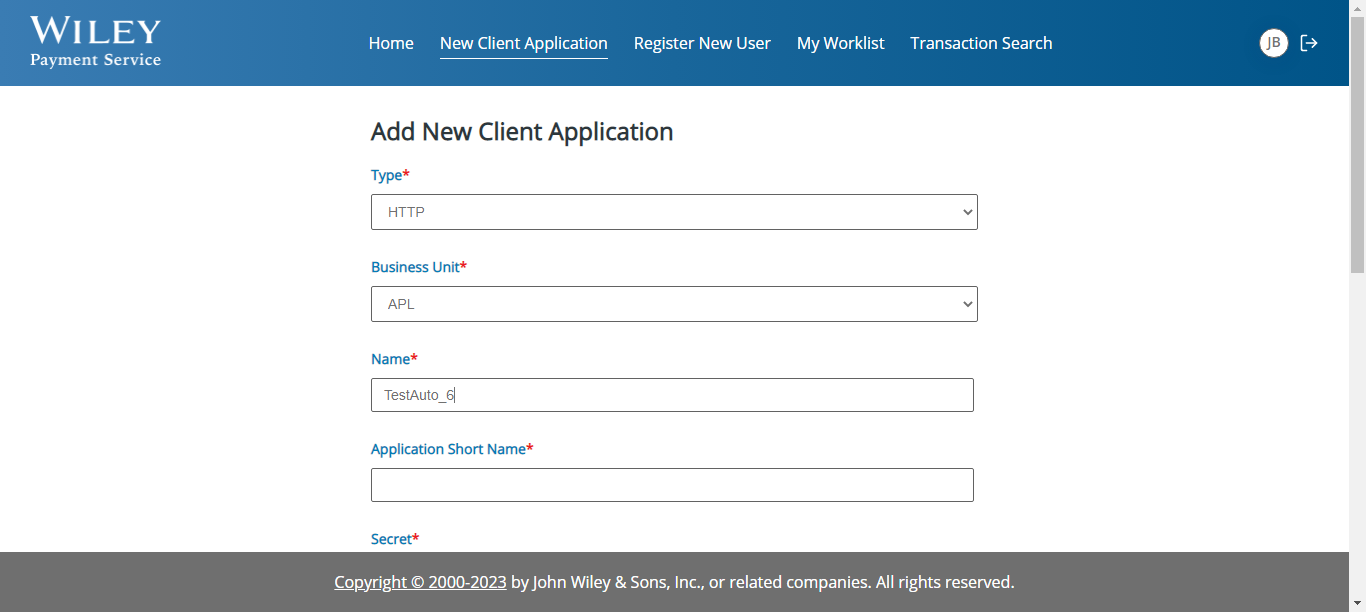 WILEY
Payment Service
Home New Client Application Register New User My Worklist Transaction Search
JB
Add New Client Application
Type*
HTTP
Business Unit*
APL
Name*
TestAuto_6
Application Short Name*
Secret*
Copyright © 2000-2023 by John Wiley & Sons, Inc., or related companies. All rights reserved.